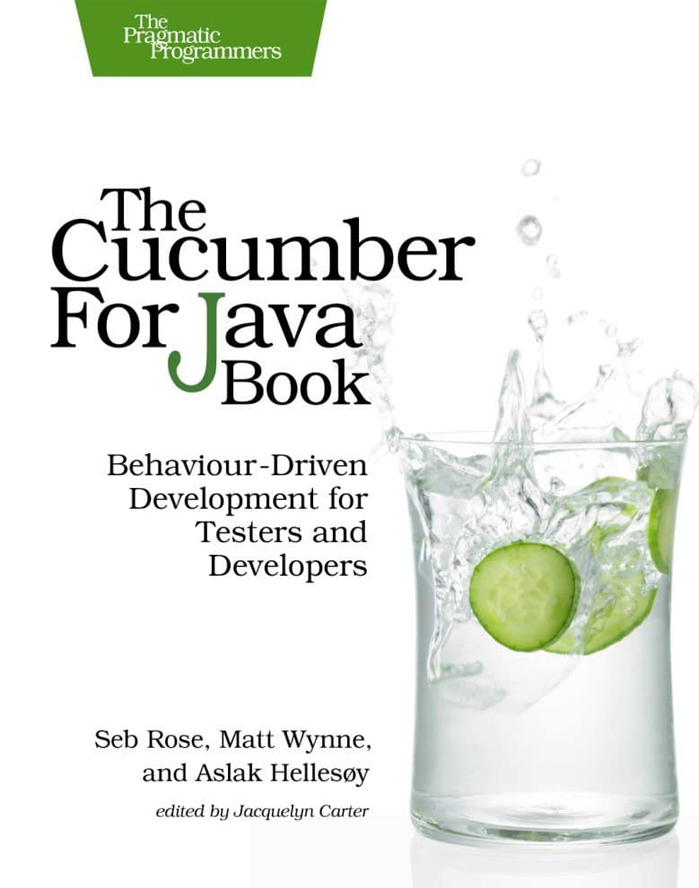 The
Pragmatic
Programmers
The
Cucumber
For Java
Book
Behaviour-Driven
Development for
Testers and
Developers
Seb Rose, Matt Wynne,
and Aslak Hellesøy
edited by Jacquelyn Carter